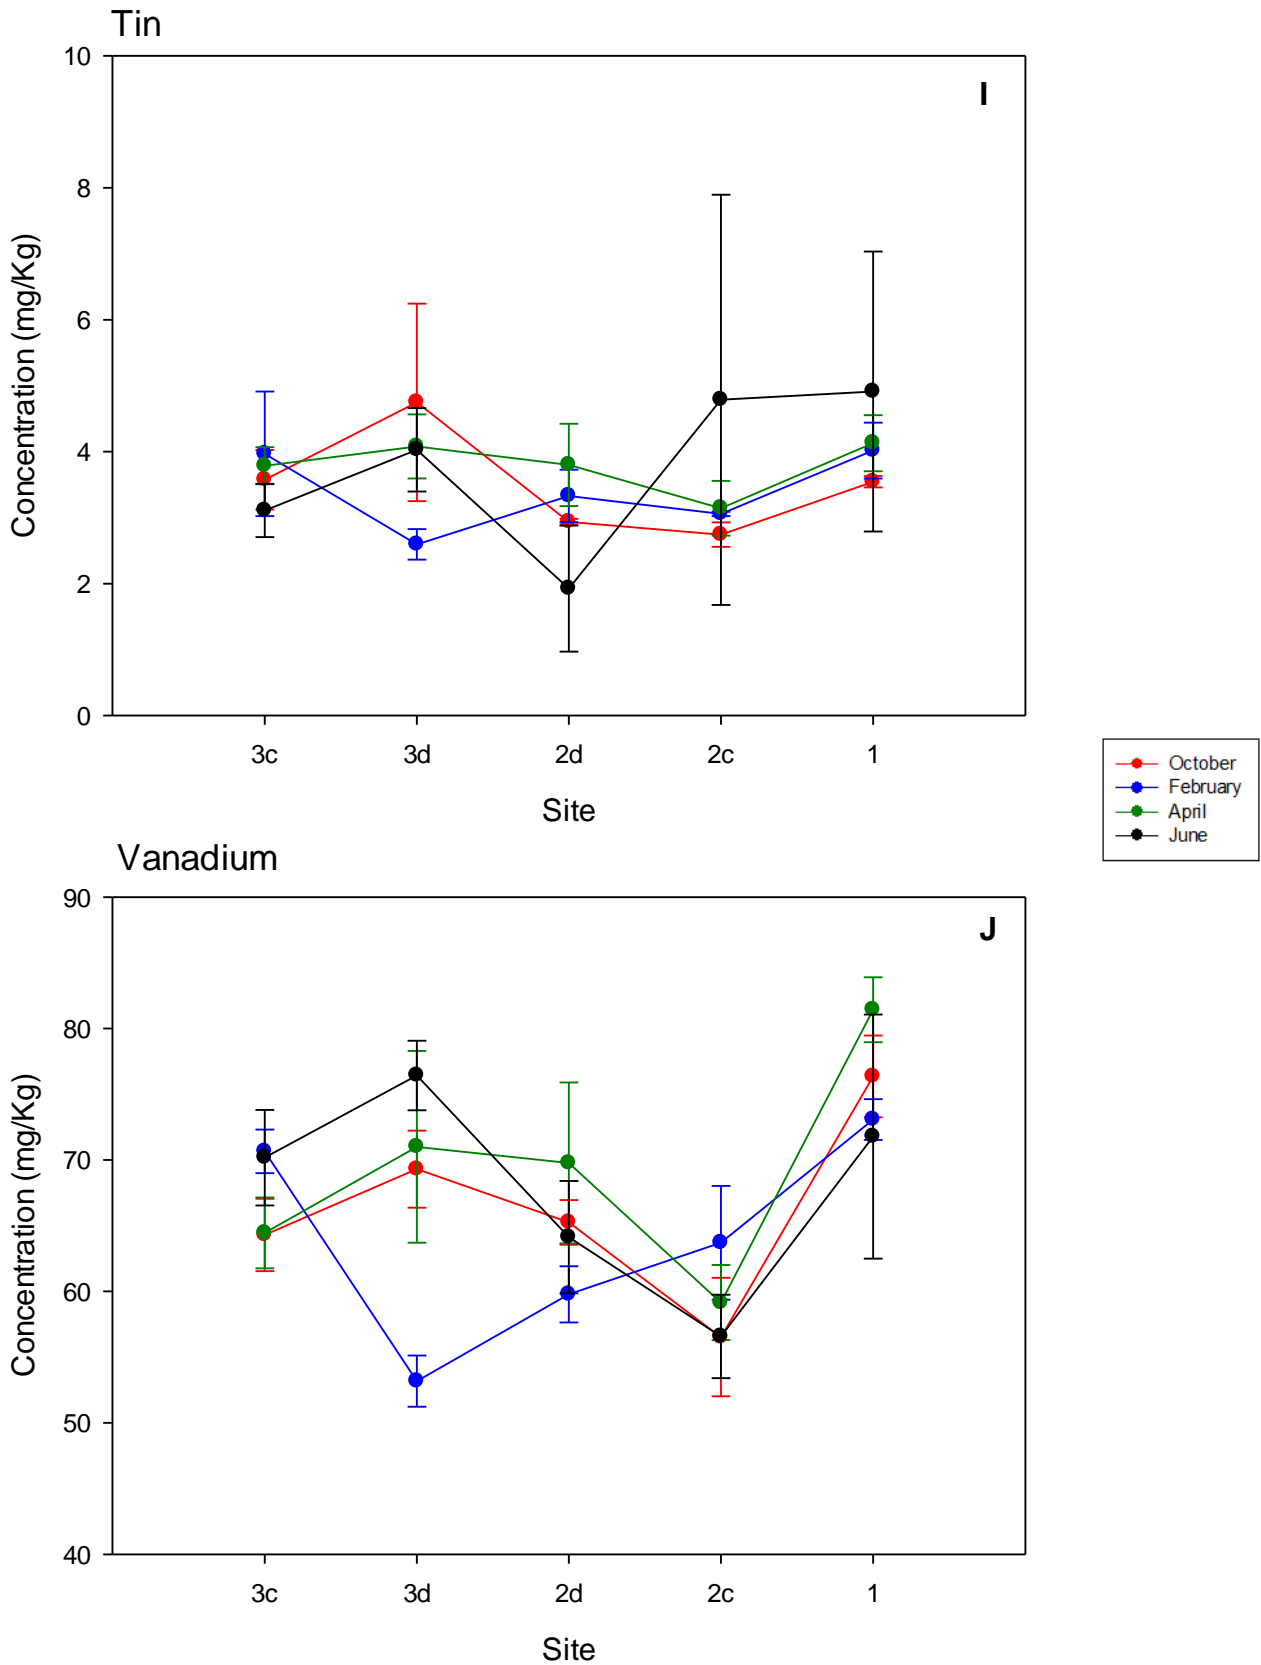 Tin
10
I
8
6
4
2
0
Concentration (mg/Kg)
3c 3d 2d 2c 1
Site
October
February
April
June
Vanadium
90
J
80
70
60
50
40
Concentration (mg/Kg)
3c 3d 2d 2c 1
Site